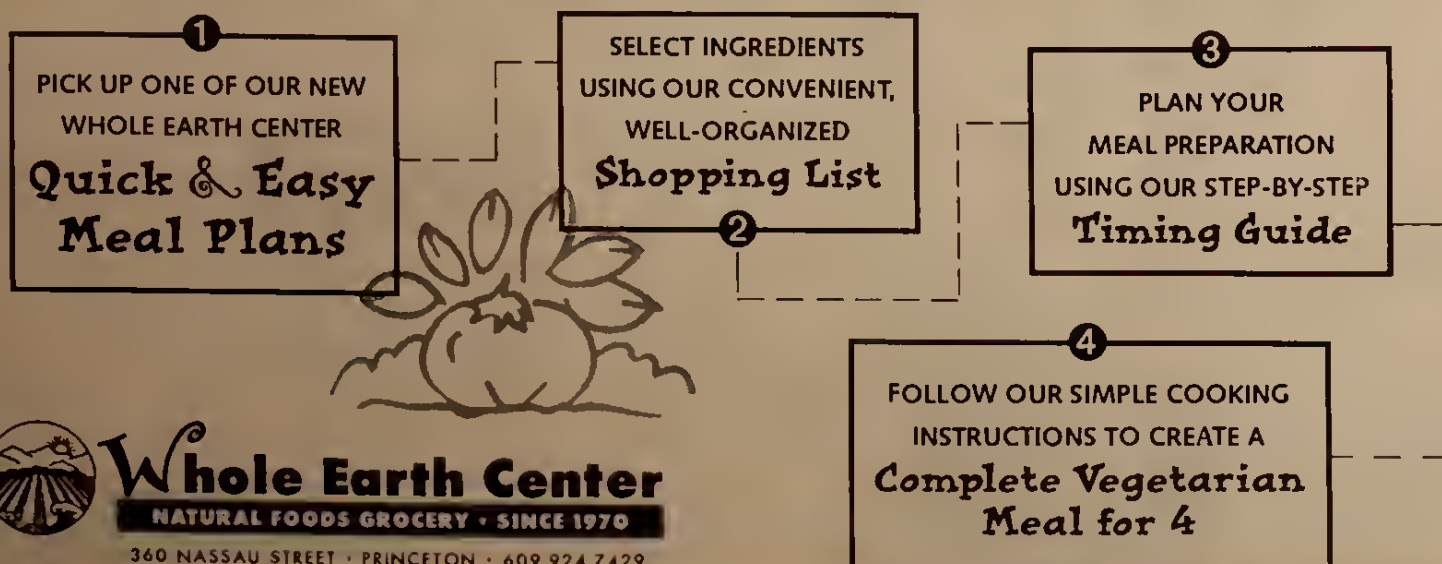 1
PICK UP ONE OF OUR NEW
WHOLE EARTH CENTER
Quick & Easy
Meal Plans
SELECT INGREDIENTS
USING OUR CONVENIENT,
WELL-ORGANIZED
Shopping List
2
3
PLAN YOUR
MEAL PREPARATION
USING OUR STEP-BY-STEP
Timing Guide
4
FOLLOW OUR SIMPLE COOKING
INSTRUCTIONS TO CREATE A
Complete Vegetarian
Meal for 4
Whole Earth Center
NATURAL FOODS GROCERY • SINCE 1970
360 NASSAU STREET • PRINCETON • 609.924.7429